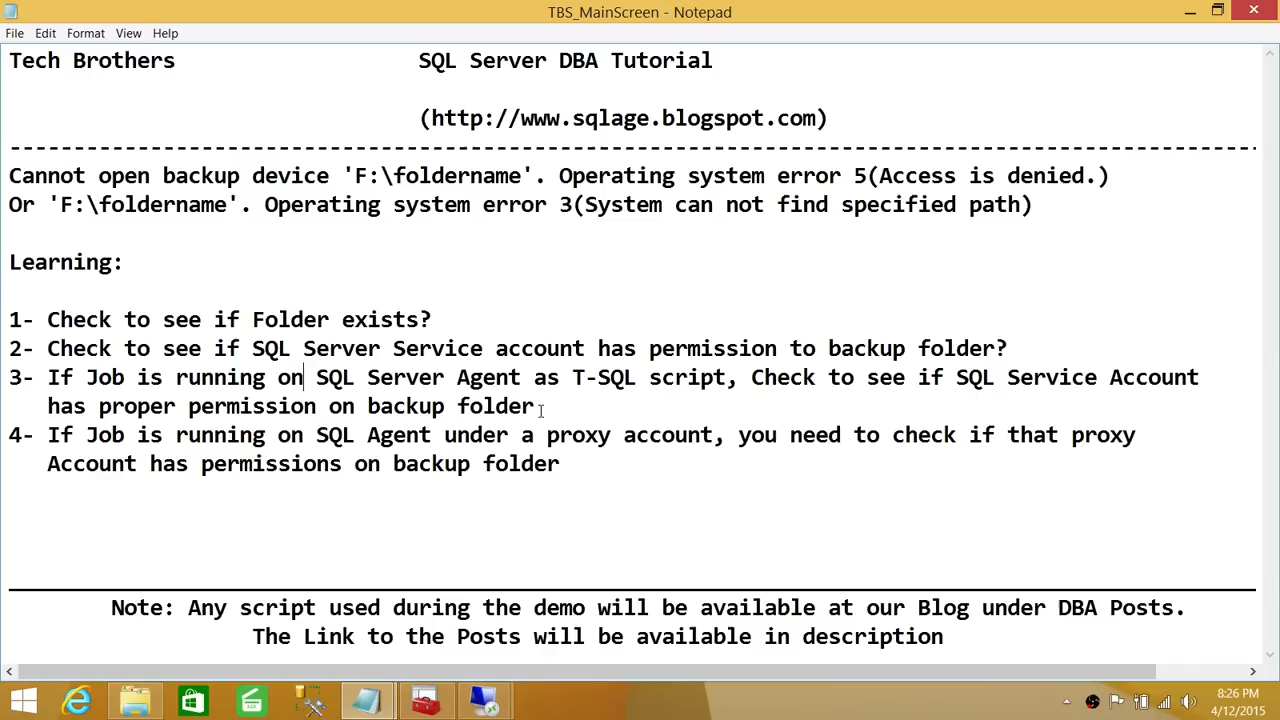 TBS_MainScreen - Notepad
File Edit Format View Help
Tech Brothers SQL Server DBA Tutorial
(http://www.sqlage.blogspot.com)
--------------------------------------------------------------------------------------------------
Cannot open backup device 'F:\foldername'. Operating system error 5(Access is denied.)
Or 'F:\foldername'. Operating system error 3(System can not find specified path)
Learning:
1- Check to see if Folder exists?
2- Check to see if SQL Server Service account has permission to backup folder?
3- If Job is running on SQL Server Agent as T-SQL script, Check to see if SQL Service Account
has proper permission on backup folder
4- If Job is running on SQL Agent under a proxy account, you need to check if that proxy
Account has permissions on backup folder
Note: Any script used during the demo will be available at our Blog under DBA Posts.
The Link to the Posts will be available in description
8:26 PM
4/12/2015